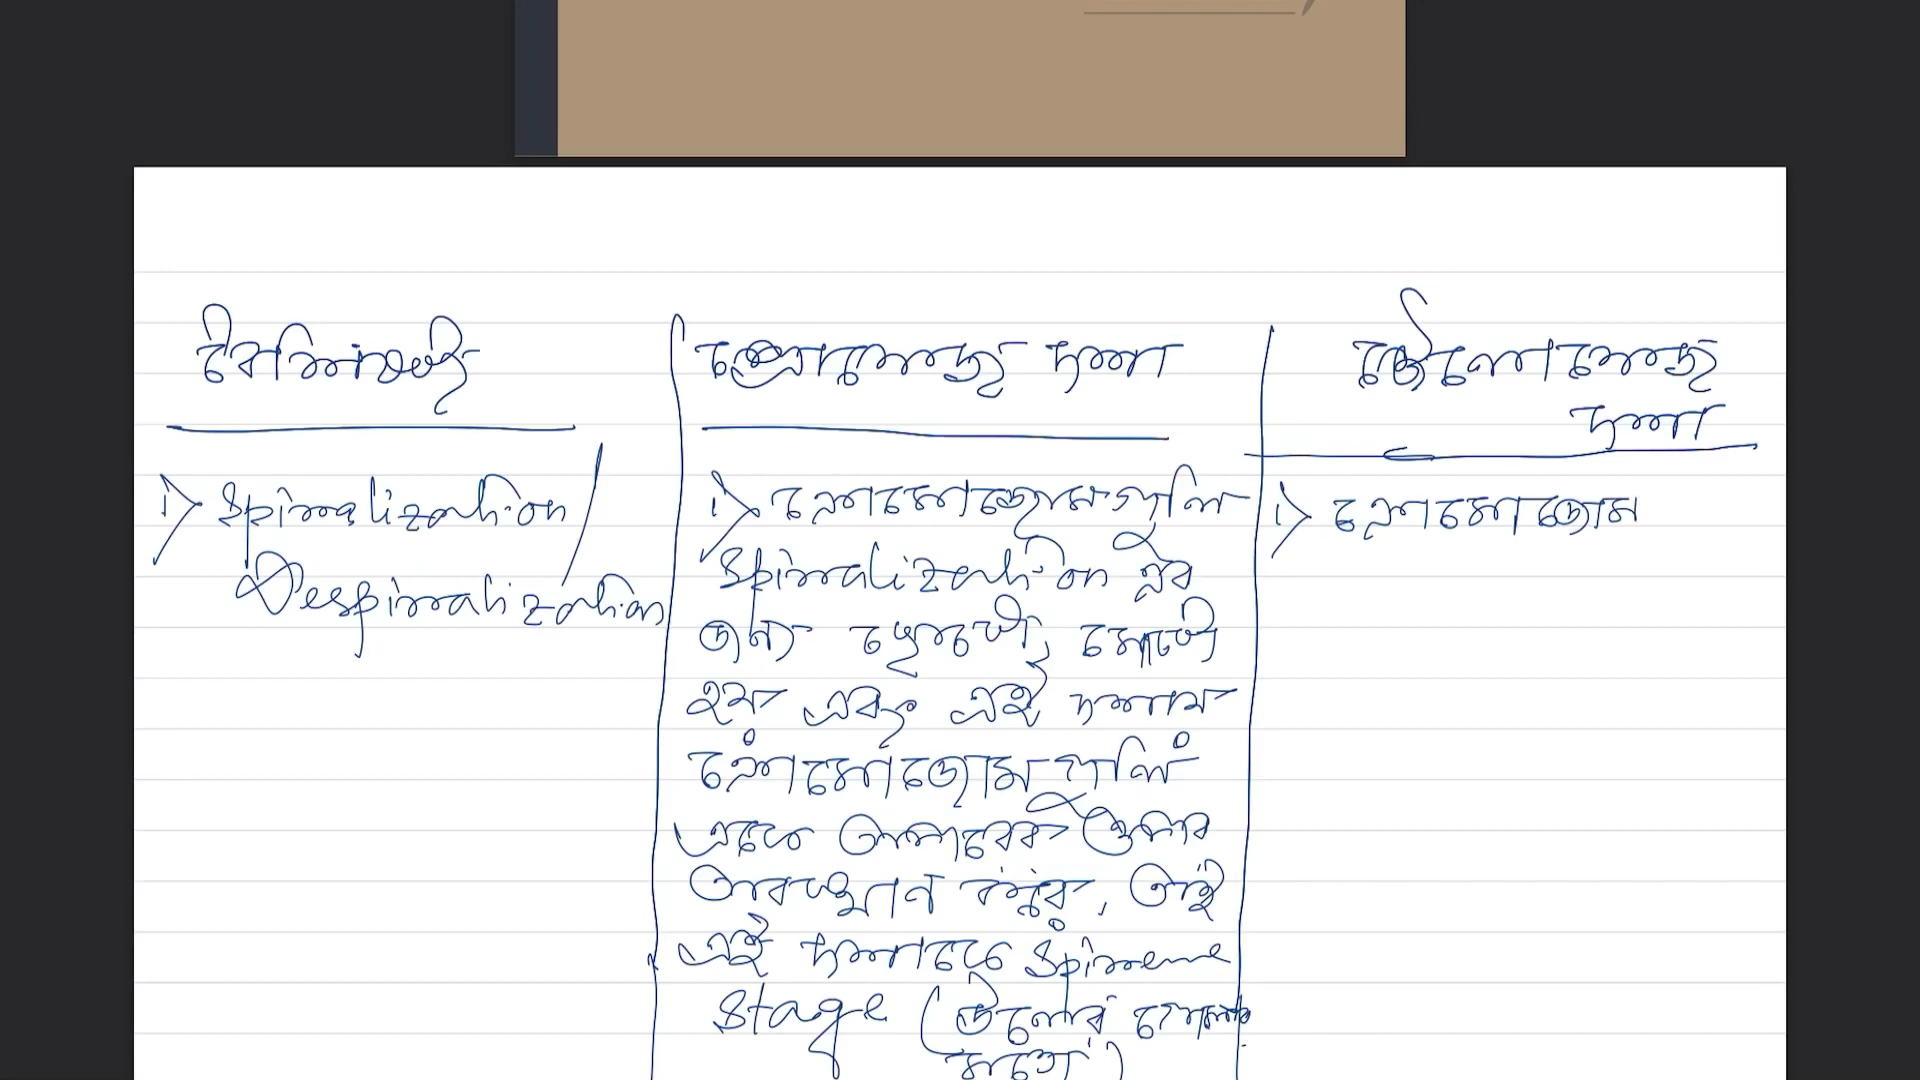 বৈশিষ্ট্য
প্রোফেজ দশা
টেলোফেজ দশা
i> Spiralization /
Despiralization
i> ক্রোমোজোমগুলি
Spiralization এর
জন্য বেঁটে, মোটা
হয় এবং এই দশায়
ক্রোমোজোমগুলি
একে অপরের উপর
অবস্থান করে, তাই
এই দশাকে Spireme
Stage (উলের
মতো)
i> ক্রোমোজোম